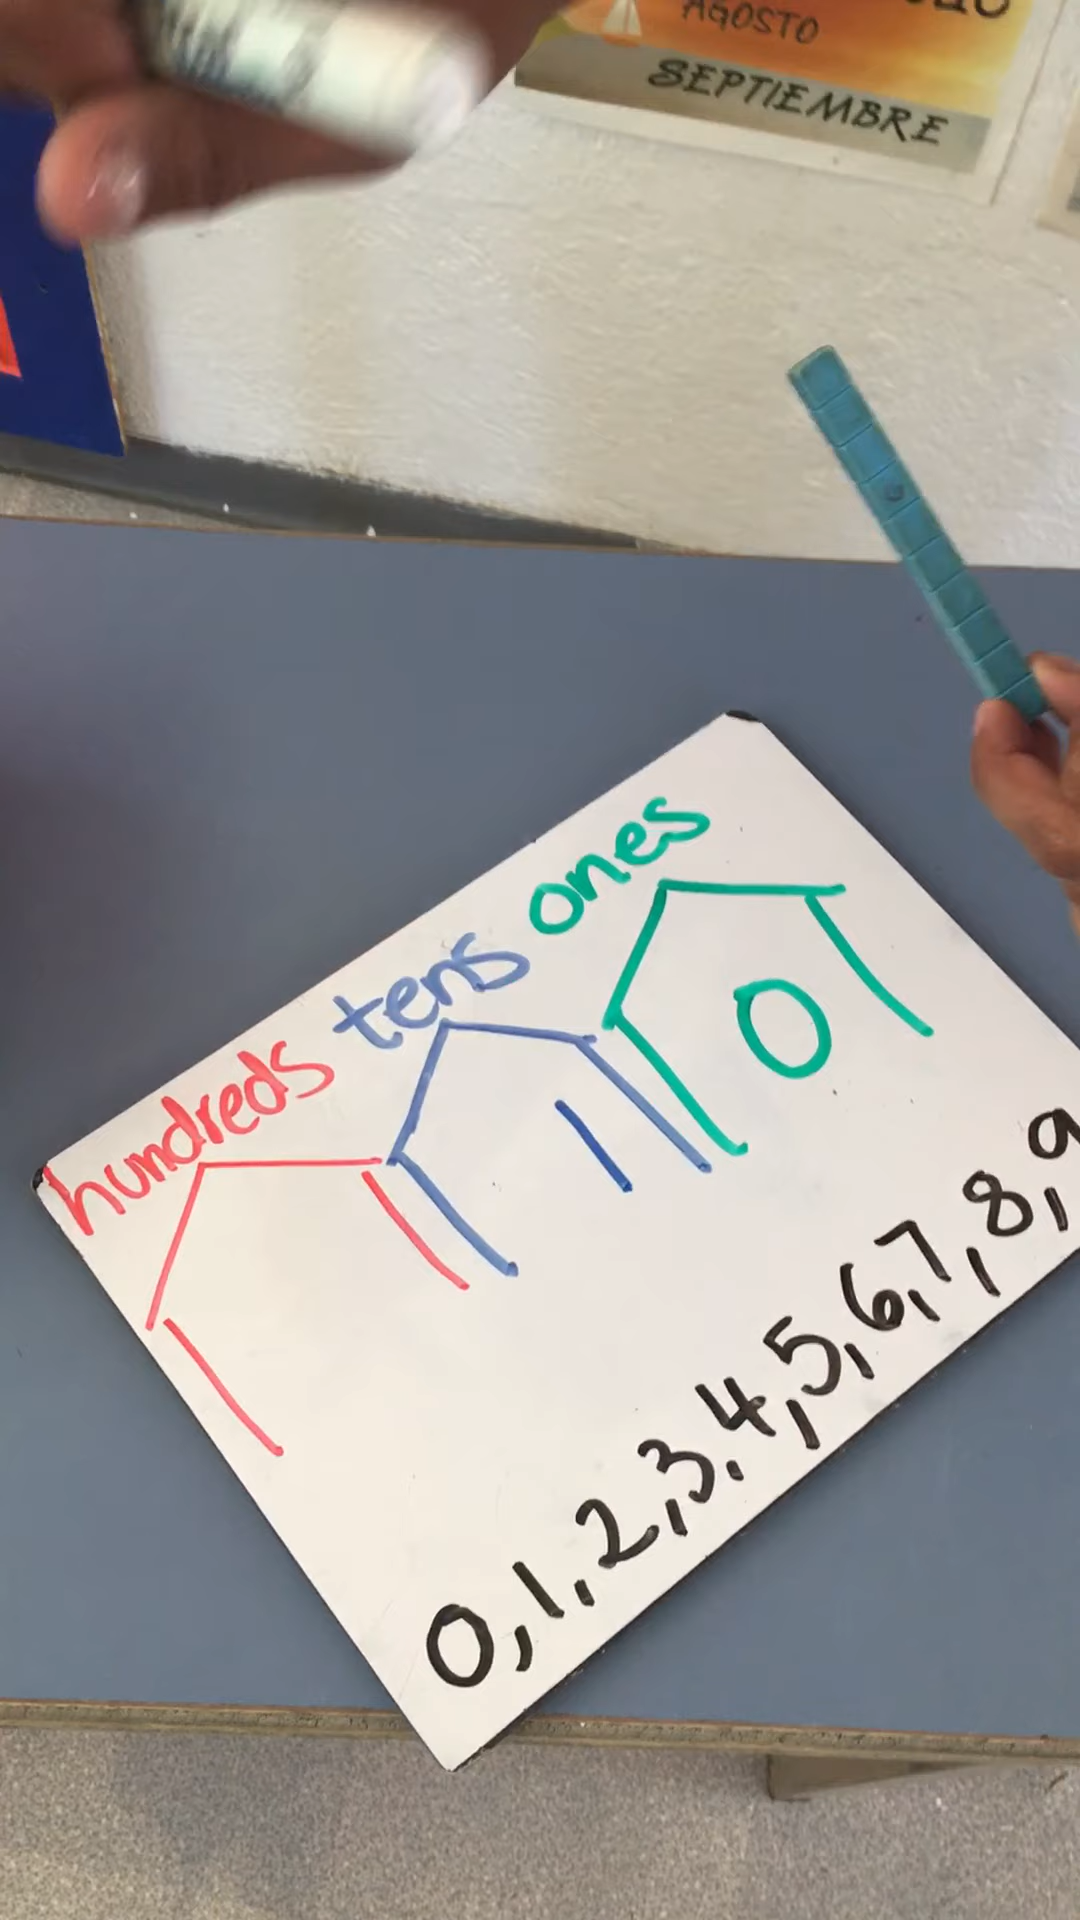 AGOSTO
SEPTIEMBRE
hundreds tens ones
1 0
0, 1, 2, 3, 4, 5, 6, 7, 8, 9